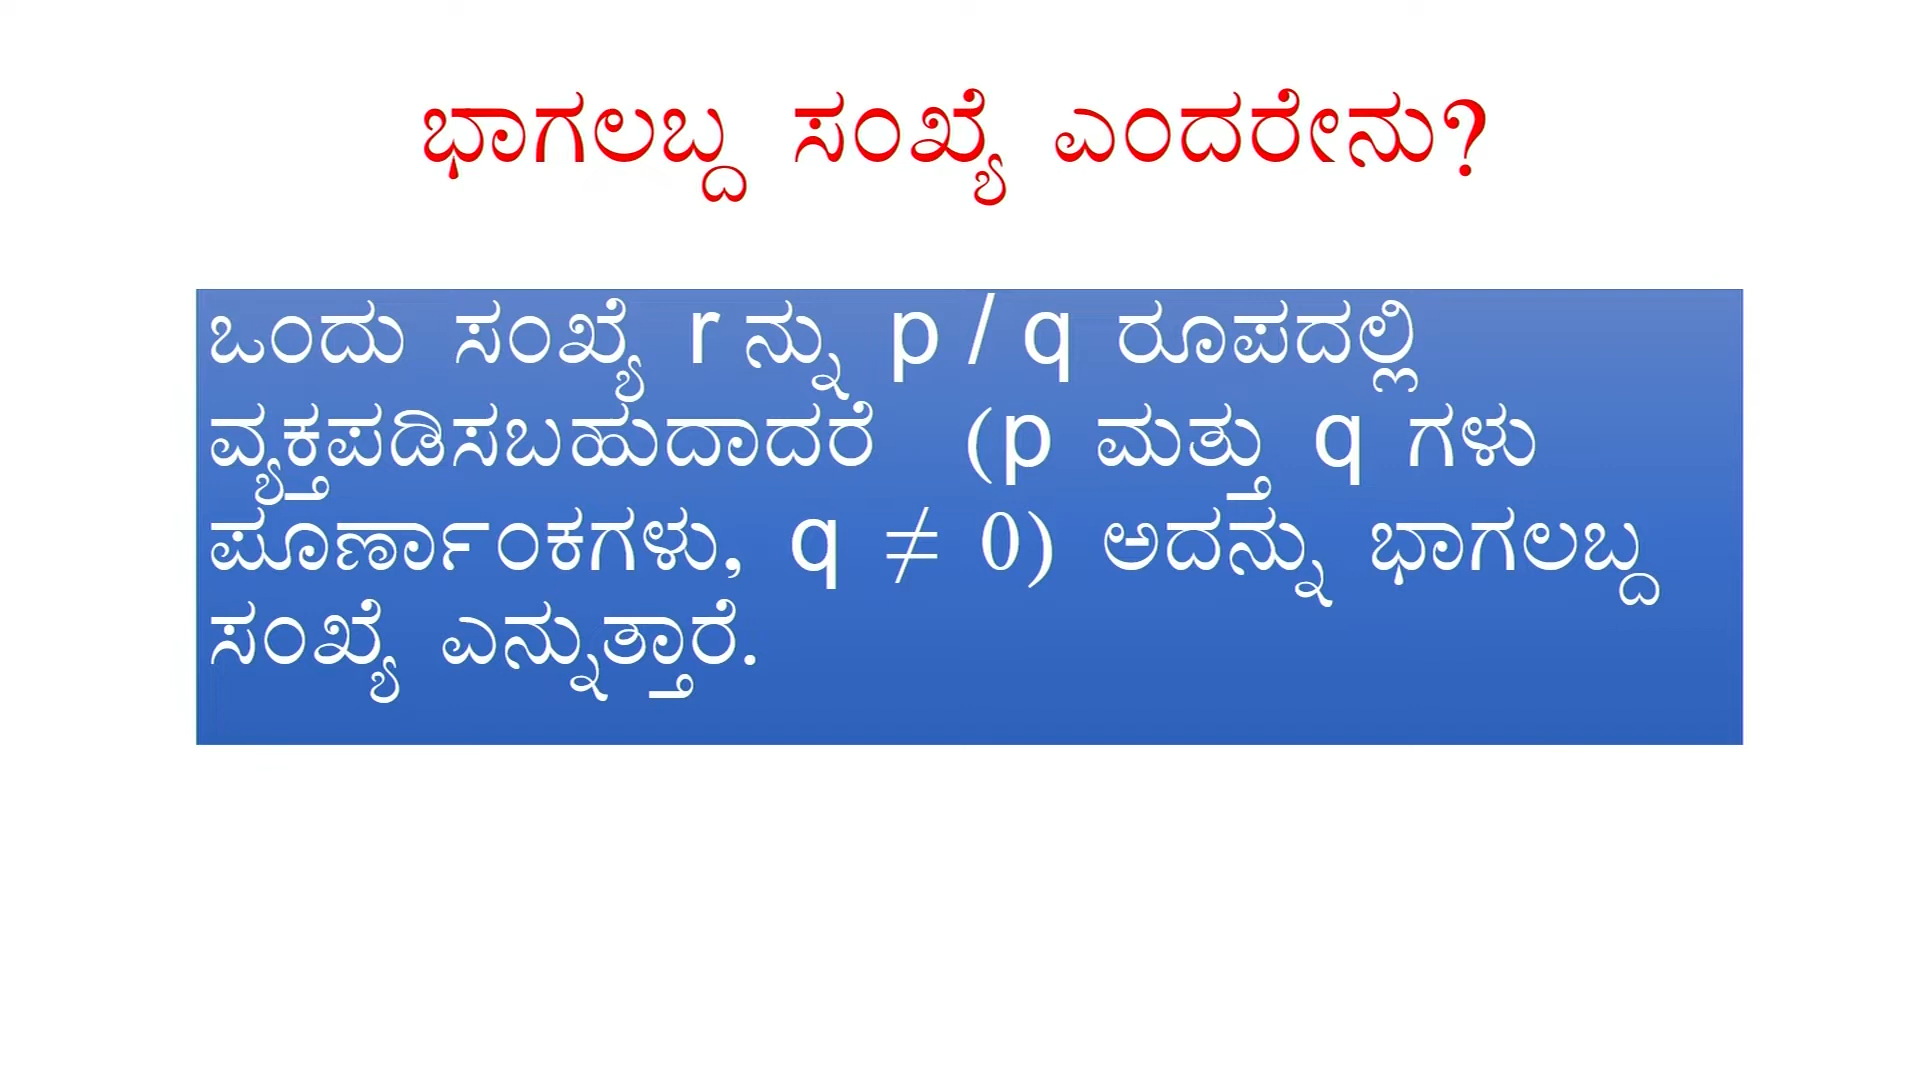 ಭಾಗಲಬ್ದ ಸಂಖ್ಯೆ ಎಂದರೇನು?
ಒಂದು ಸಂಖ್ಯೆ r ನ್ನು p / q ರೂಪದಲ್ಲಿ
ವ್ಯಕ್ತಪಡಿಸಬಹುದಾದರೆ (p ಮತ್ತು q ಗಳು
ಪೂರ್ಣಾಂಕಗಳು, q ≠ 0) ಅದನ್ನು ಭಾಗಲಬ್ದ
ಸಂಖ್ಯೆ ಎನ್ನುತ್ತಾರೆ.